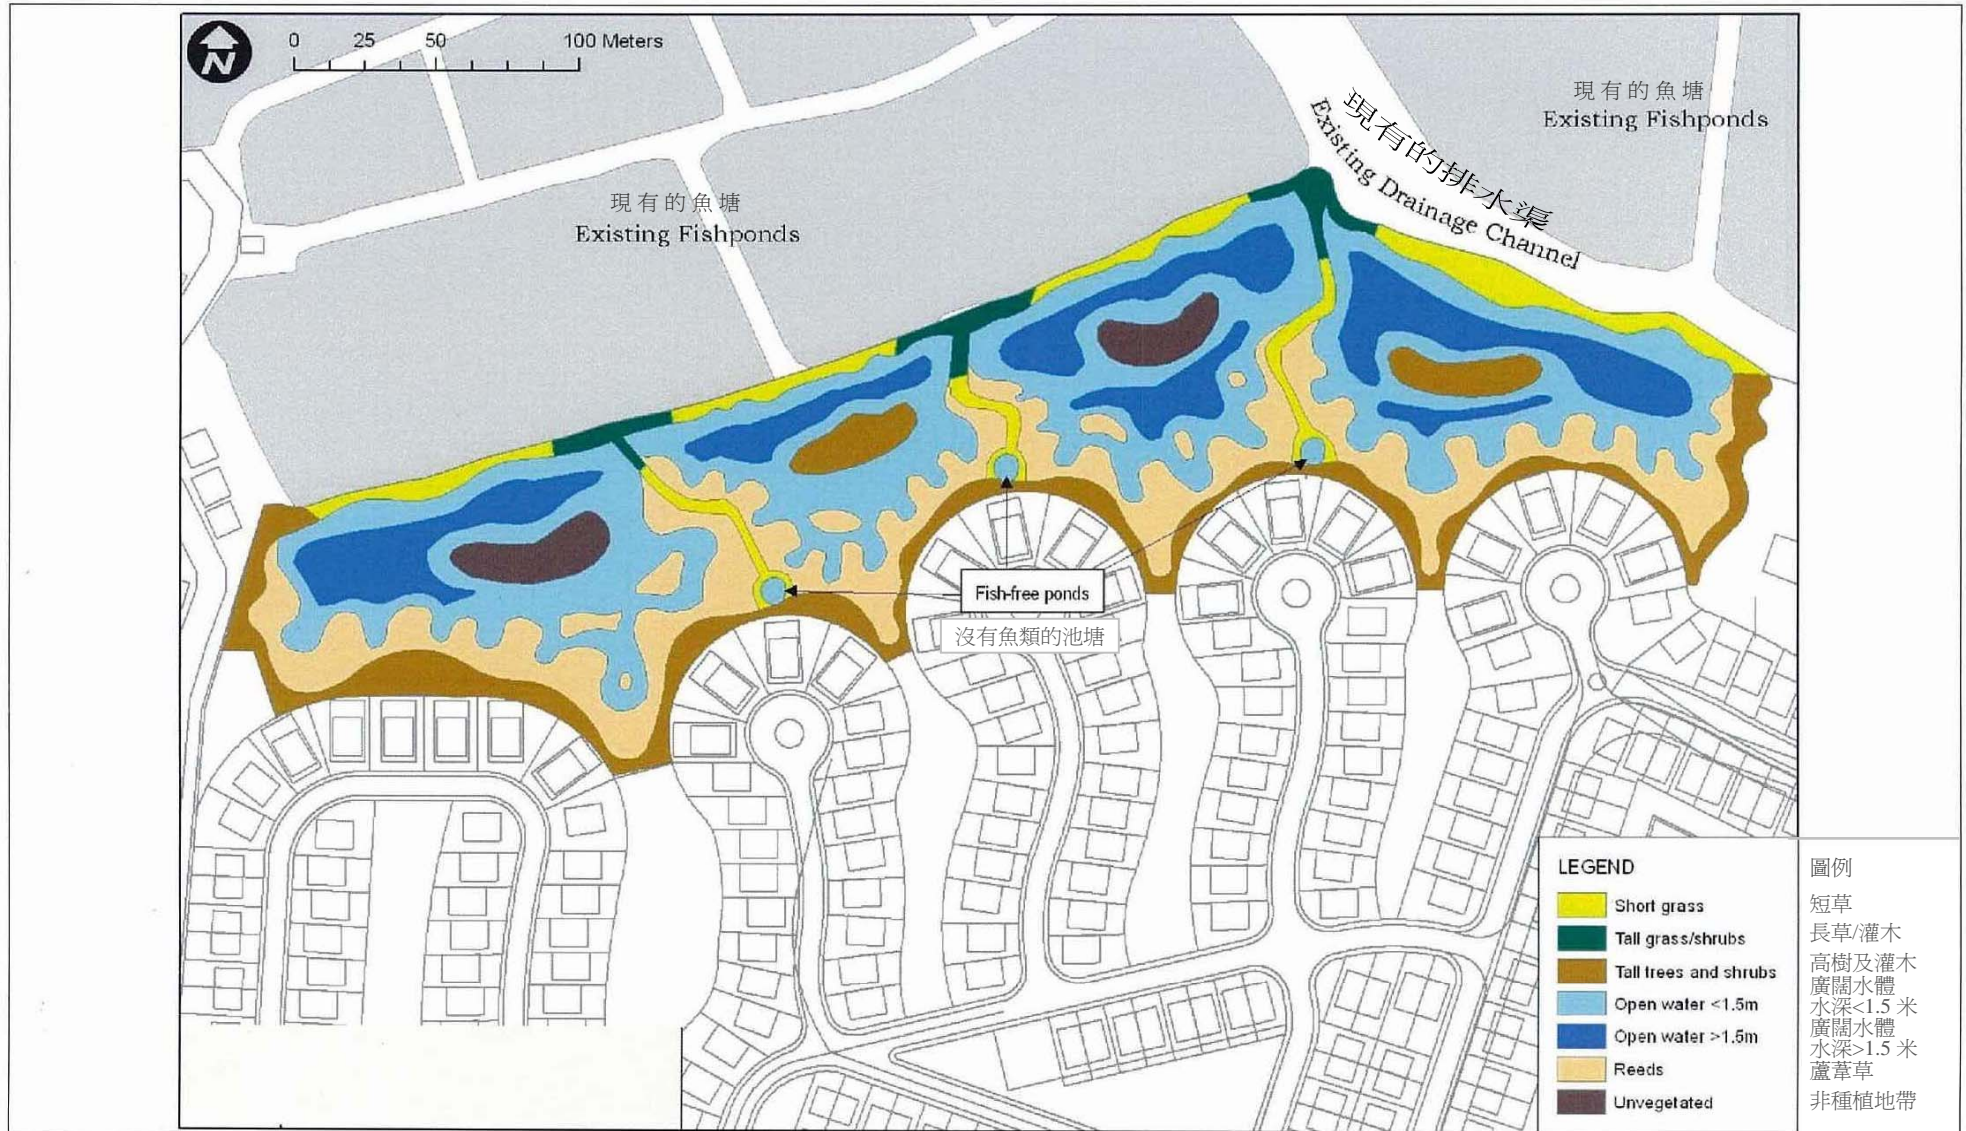 N
0 25 50 100 Meters
現有的魚塘
Existing Fishponds
現有的排水渠
Existing Drainage Channel
現有的魚塘
Existing Fishponds
Fish-free ponds
沒有魚類的池塘
LEGEND 圖例
Short grass 短草
Tall grass/shrubs 長草/灌木
Tall trees and shrubs 高樹及灌木
Open water <1.5m 廣闊水體
水深<1.5 米
Open water >1.5m 廣闊水體
水深>1.5 米
Reeds 蘆葦草
Unvegetated 非種植地帶